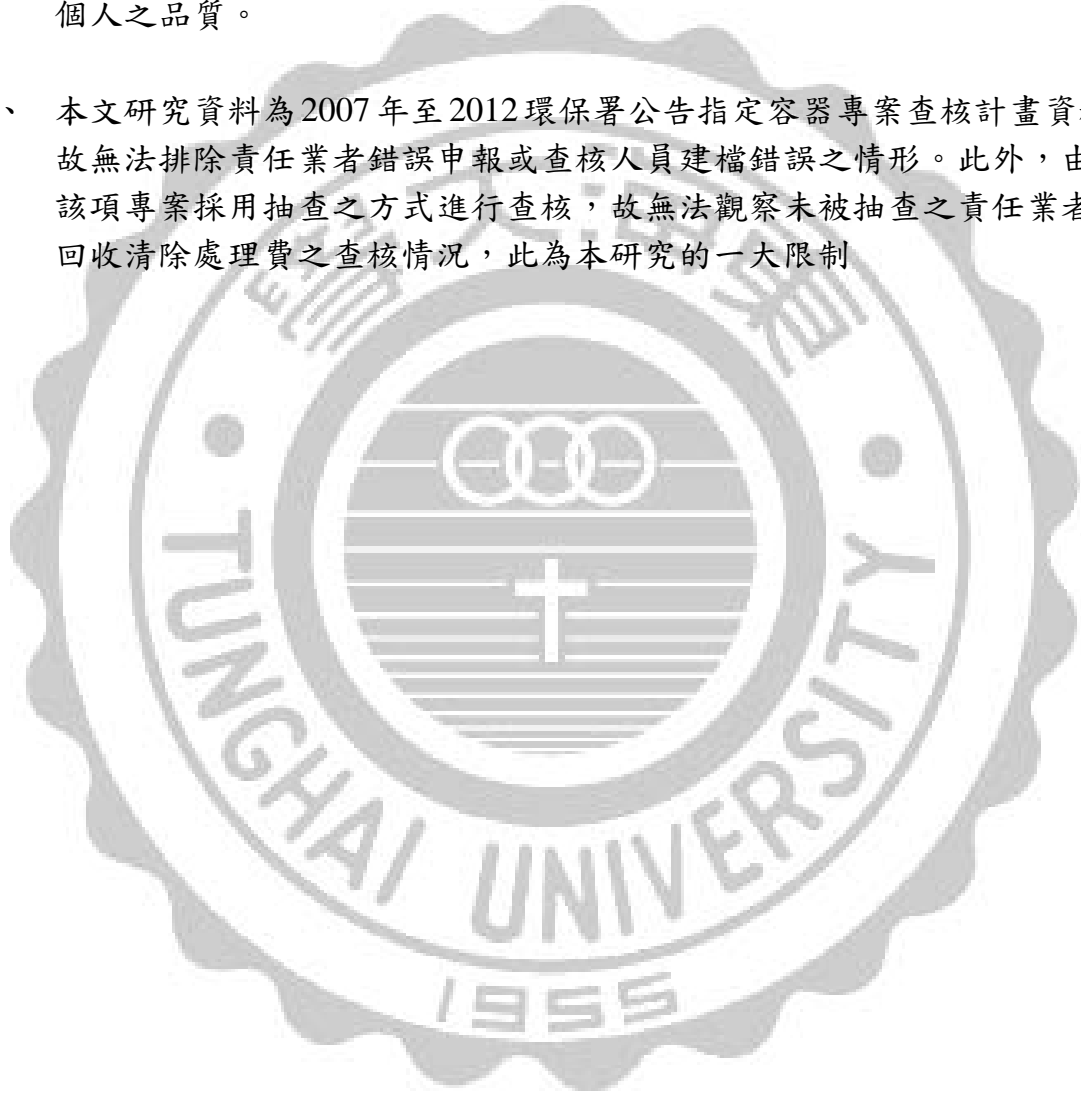 個人之品質。
、 本文研究資料為2007年至2012環保署公告指定容器專案查核計畫資
故無法排除責任業者錯誤申報或查核人員建檔錯誤之情形。此外，由
該項專案採用抽查之方式進行查核，故無法觀察未被抽查之責任業者
回收清除處理費之查核情況，此為本研究的一大限制
TUNGHAI UNIVERSITY
1955